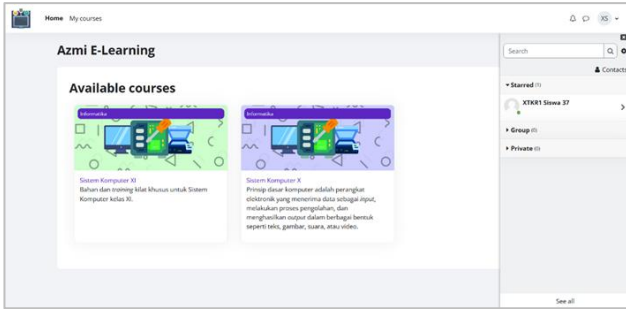 Home My courses
XS
Azmi E-Learning
Available courses
Informatika
Sistem Komputer XI
Bahan dan training kilat khusus untuk Sistem
Komputer kelas XI.
Informatika
Sistem Komputer X
Prinsip dasar komputer adalah perangkat
elektronik yang menerima data sebagai input,
melakukan proses pengolahan, dan
menghasilkan output dalam berbagai bentuk
seperti teks, gambar, suara, atau video.
Search
Contacts
Starred (1)
XTKR1 Siswa 37
Group (0)
Private (0)
See all